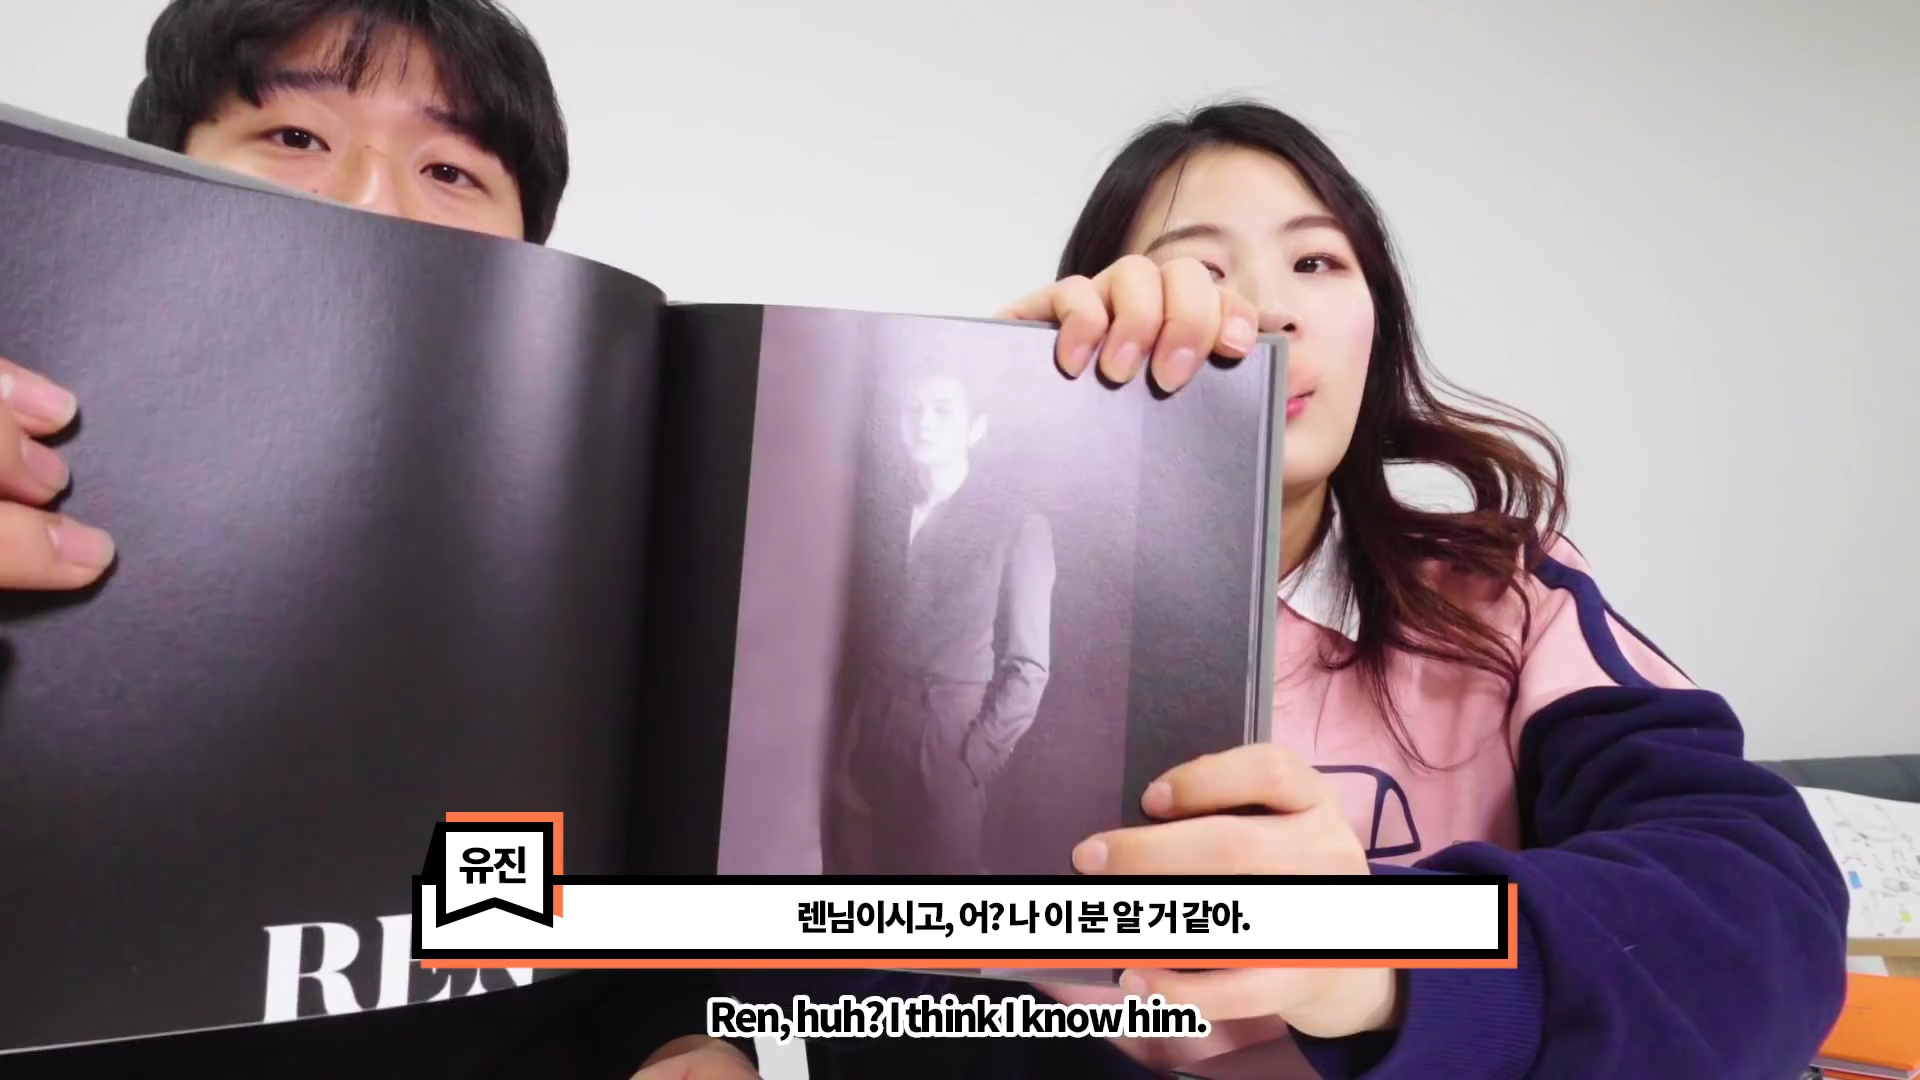 유진
렌님이시고, 어? 나 이 분 알 거 같아.
REN
Ren, huh? I think I know him.